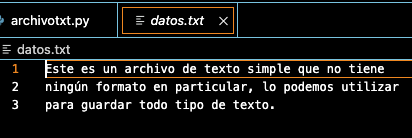 archivotxt.py
datos.txt
datos.txt
1 Este es un archivo de texto simple que no tiene
2 ningún formato en particular, lo podemos utilizar
3 para guardar todo tipo de texto.